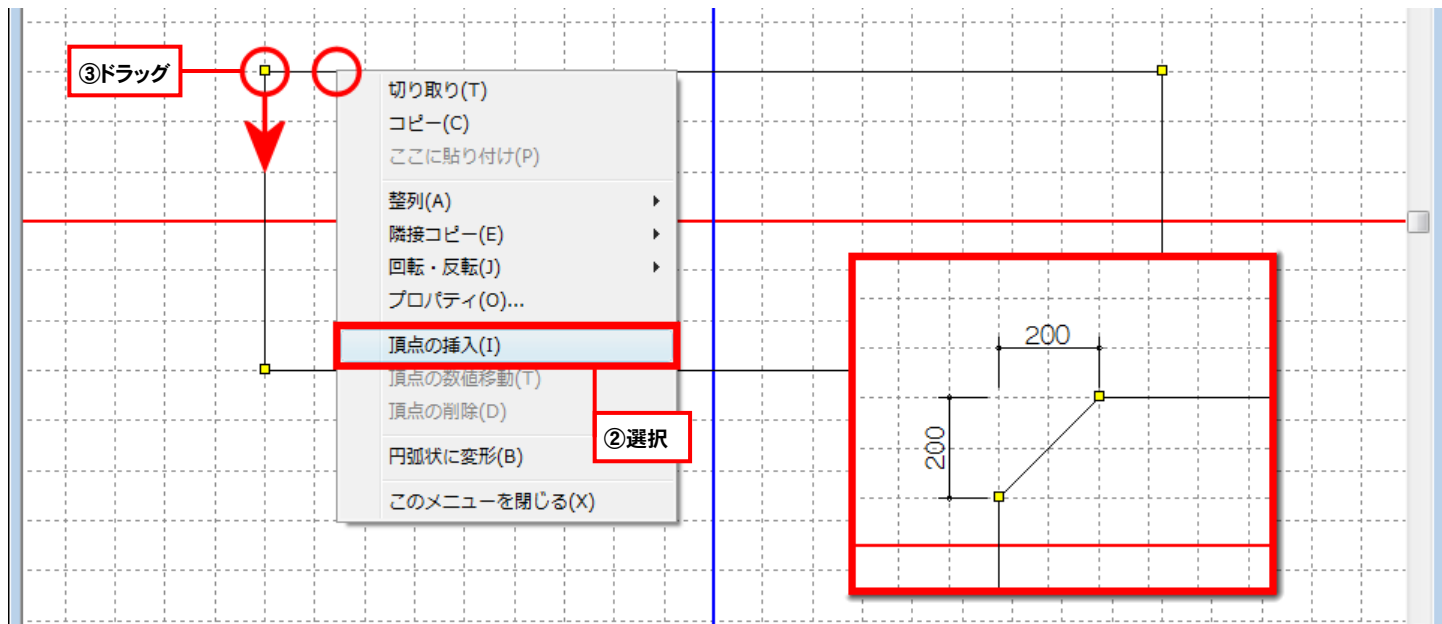 ③ドラッグ
切り取り(T)
コピー(C)
ここに貼り付け(P)
整列(A)
隣接コピー(E)
回転・反転(J)
プロパティ(O)...
頂点の挿入(I)
頂点の数値移動(T)
頂点の削除(D)
②選択
円弧状に変形(B)
このメニューを閉じる(X)
200
200